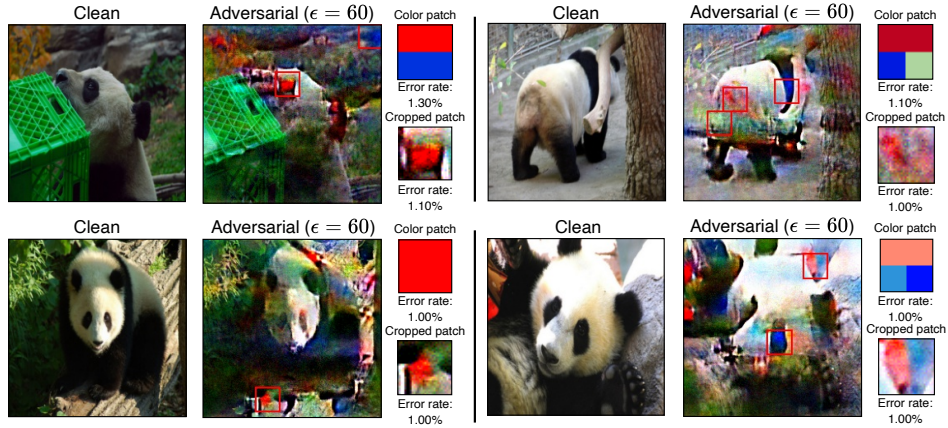 Clean
Adversarial (ϵ = 60)
Color patch
Error rate:
1.30%
Cropped patch
Error rate:
1.10%
Clean
Adversarial (ϵ = 60)
Color patch
Error rate:
1.10%
Cropped patch
Error rate:
1.00%
Clean
Adversarial (ϵ = 60)
Color patch
Error rate:
1.00%
Cropped patch
Error rate:
1.00%
Clean
Adversarial (ϵ = 60)
Color patch
Error rate:
1.00%
Cropped patch
Error rate:
1.00%